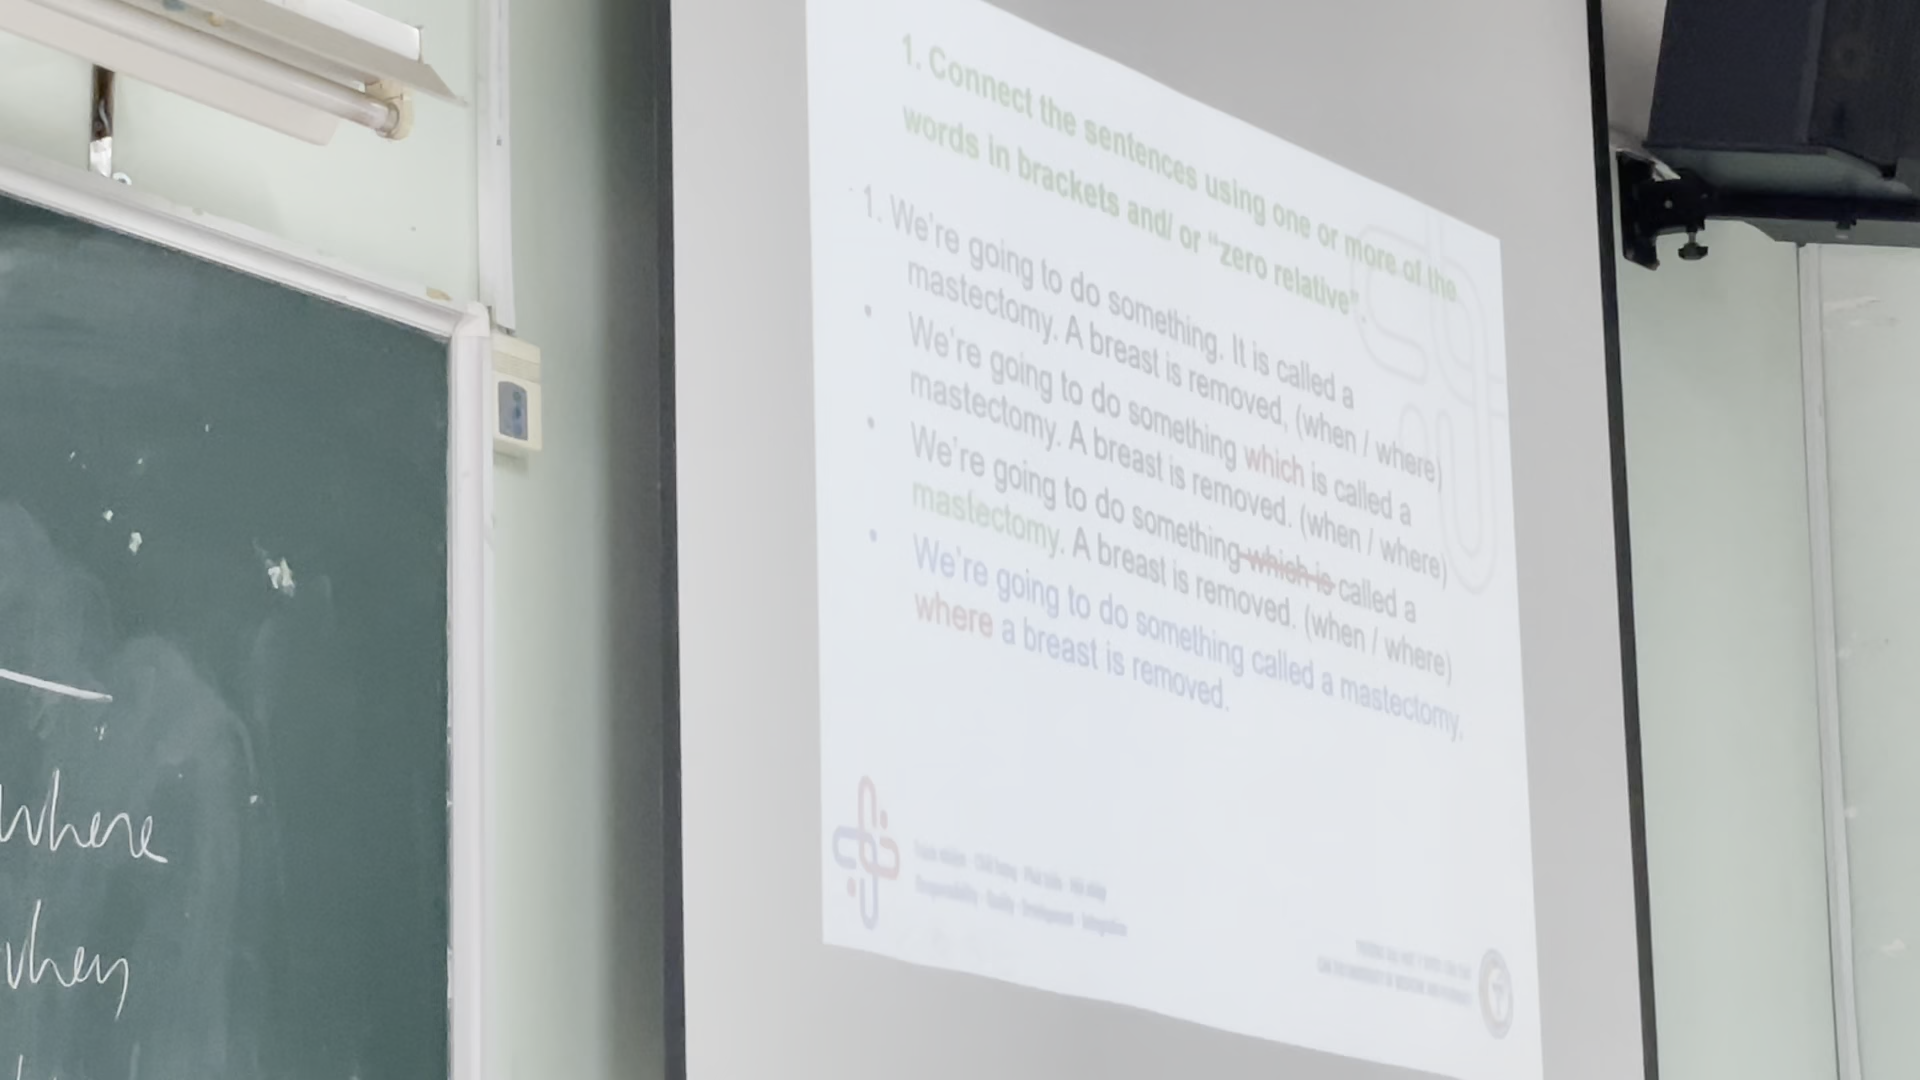 where
when
1. Connect the sentences using one or more of the
words in brackets and/ or "zero relative".
1. We're going to do something. It is called a
mastectomy. A breast is removed. (when / where)
• We're going to do something which is called a
mastectomy. A breast is removed. (when / where)
• We're going to do something which is called a
mastectomy. A breast is removed. (when / where)
• We're going to do something called a mastectomy,
where a breast is removed.
Responsibility Quality Development Integration